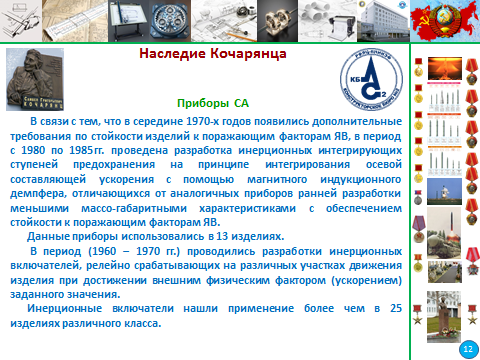 Наследие Кочарянца
КОЧАРЯНЦ
КБ
АС
2
КОНСТРУКТОРСКОЕ БЮРО №2
Приборы СА
В связи с тем, что в середине 1970-х годов появились дополнительные
требования по стойкости изделий к поражающим факторам ЯВ, в период
с 1980 по 1985гг. проведена разработка инерционных интегрирующих
ступеней предохранения на принципе интегрирования осевой
составляющей ускорения с помощью магнитного индукционного
демпфера, отличающихся от аналогичных приборов ранней разработки
меньшими массо-габаритными характеристиками с обеспечением
стойкости к поражающим факторам ЯВ.
Данные приборы использовались в 13 изделиях.
В период (1960 – 1970 гг.) проводились разработки инерционных
включателей, релейно срабатывающих на различных участках движения
изделия при достижении внешним физическим фактором (ускорением)
заданного значения.
Инерционные включатели нашли применение более чем в 25
изделиях различного класса.
12